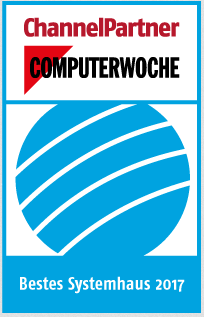 ChannelPartner
COMPUTERWOCHE
Bestes Systemhaus 2017